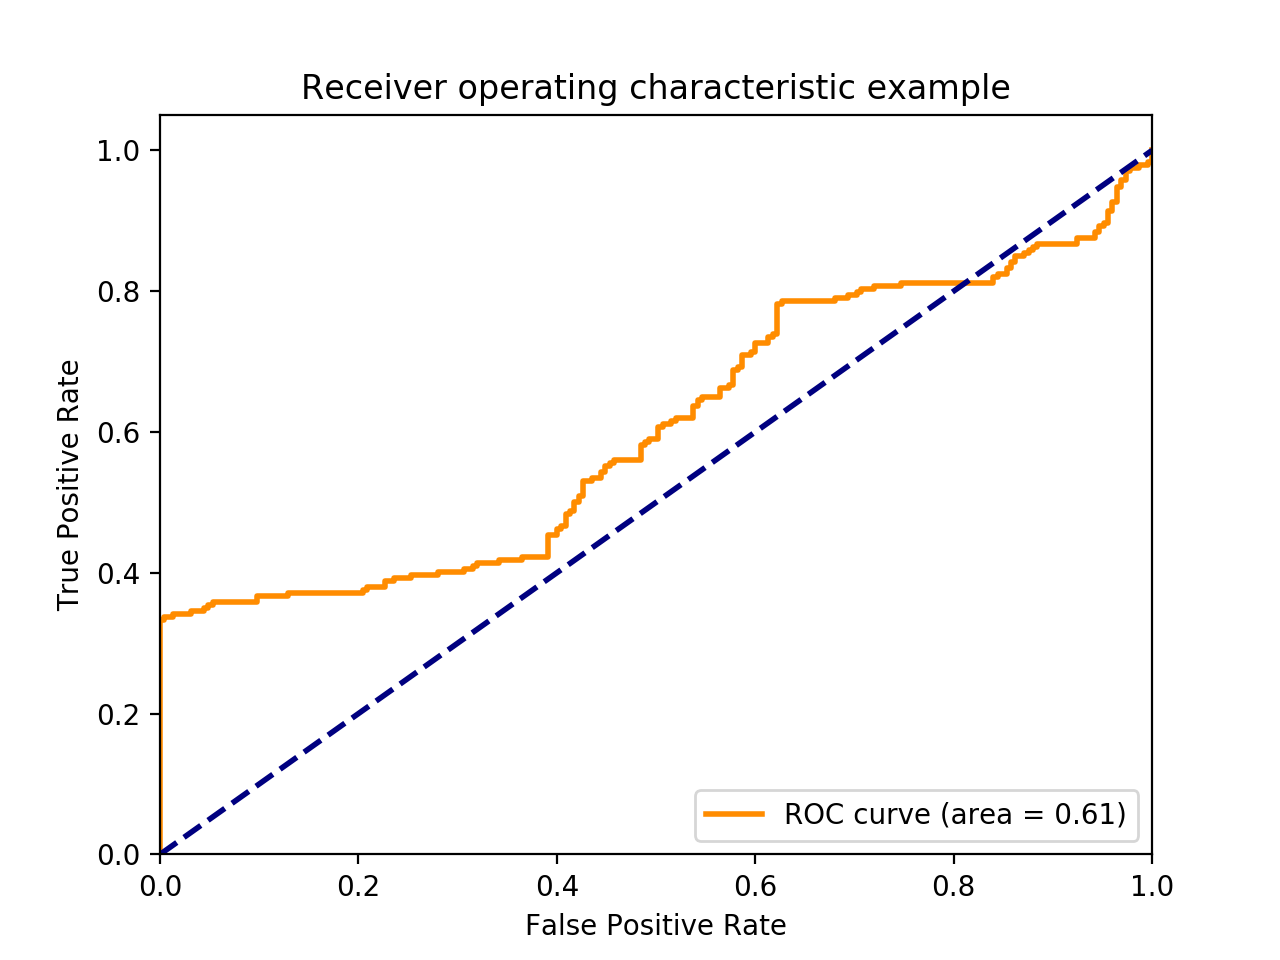 Receiver operating characteristic example
True Positive Rate
1.0
0.8
0.6
0.4
0.2
0.0
ROC curve (area = 0.61)
0.0 0.2 0.4 0.6 0.8 1.0
False Positive Rate